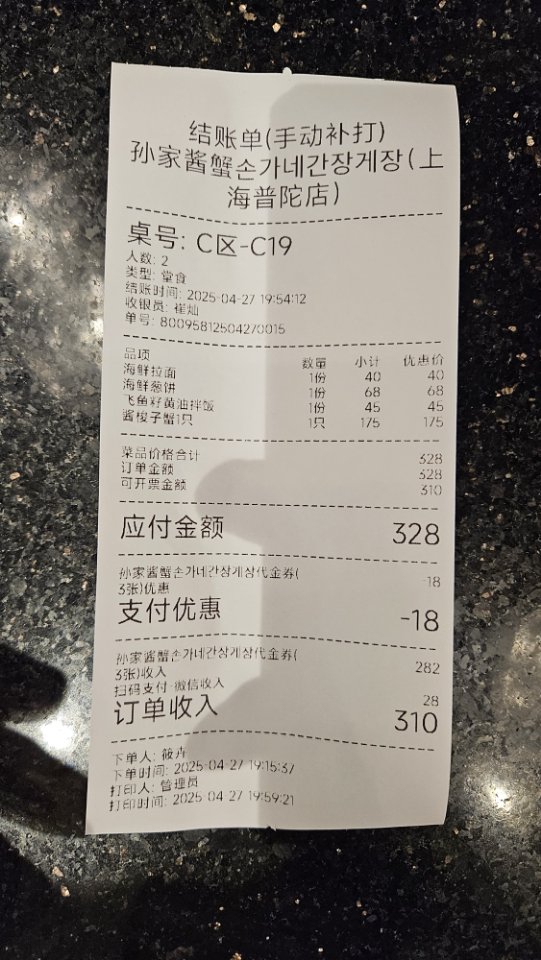 结账单(手动补打)
孙家酱蟹손가네간장게장(上
海普陀店)
桌号: C区-C19
人数: 2
类型: 堂食
结账时间: 2025-04-27 19:54:12
收银员: 崔灿
单号: 80095812504270015
品项 数量 小计 优惠价
海鲜拉面 1份 40 40
海鲜葱饼 1份 68 68
飞鱼籽黄油拌饭 1份 45 45
酱梭子蟹1只 1只 175 175
菜品价格合计 328
订单金额 328
可开票金额 310
应付金额 328
孙家酱蟹손가네간장게장代金券( -18
3张)优惠
支付优惠 -18
孙家酱蟹손가네간장게장代金券( 282
3张)收入
扫码支付-微信收入 28
订单收入 310
下单人: 筱卉
下单时间: 2025-04-27 19:15:37
打印人: 管理员
打印时间: 2025-04-27 19:59:21